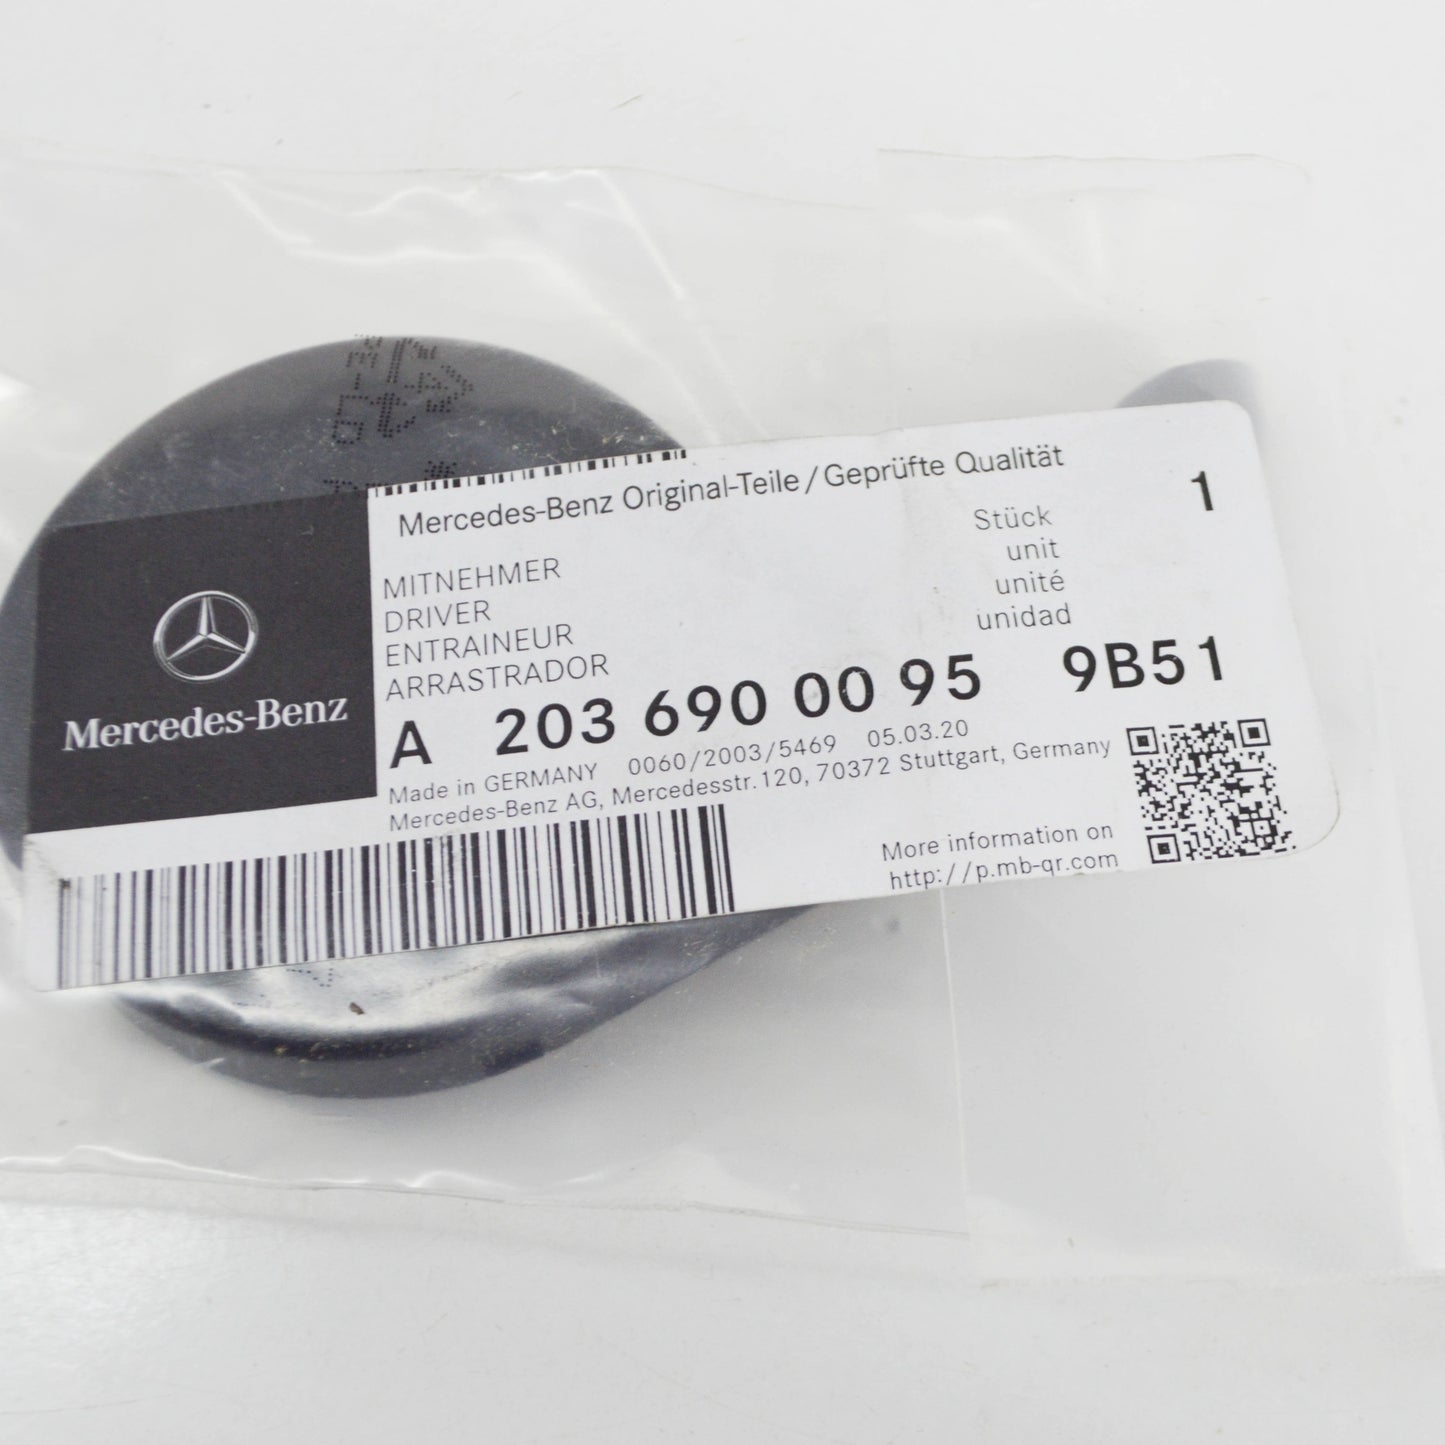 Mercedes-Benz Original-Teile / Geprüfte Qualität
1
Stück
unit
unité
unidad
MITNEHMER
DRIVER
ENTRAINEUR
ARRASTRADOR
Mercedes-Benz
A 203 690 00 95 9B51
Made in GERMANY 0060/2003/5469 05.03.20
Mercedes-Benz AG, Mercedesstr. 120, 70372 Stuttgart, Germany
More information on
http://p.mb-qr.com